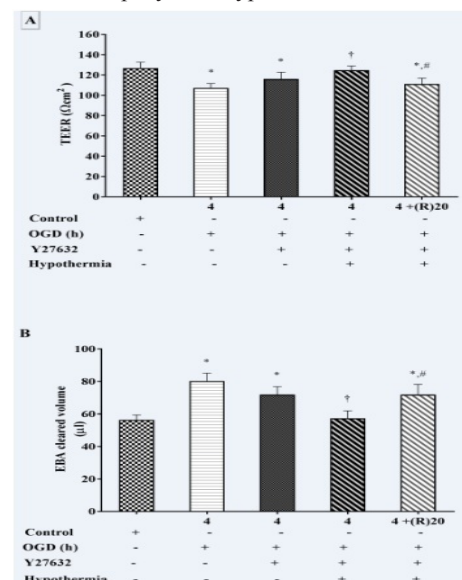 A
160
140
120
100
80
60
40
20
0
TEER (Ωcm²)
*
*
†
*,#
4 4 4 4 +(R)20
Control + - - - -
OGD (h) - + + + +
Y27632 - - + + +
Hypothermia - - - + +
B
100
80
60
40
20
0
EBA cleared volume
(µl)
*
*
†
*,#
4 4 4 4 +(R)20
Control + - - - -
OGD (h) - + + + +
Y27632 - - + + +
Hypothermia - - - + +